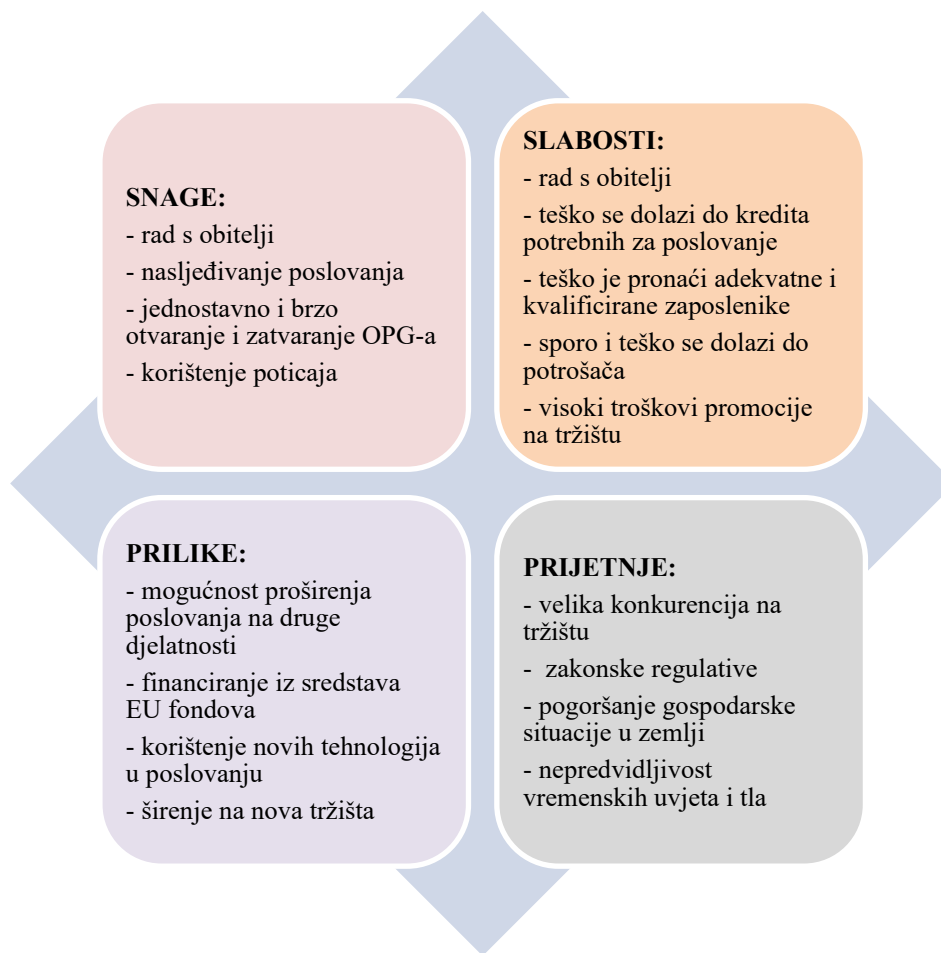 SNAGE:
- rad s obitelji
- nasljeđivanje poslovanja
- jednostavno i brzo
otvaranje i zatvaranje OPG-a
- korištenje poticaja
SLABOSTI:
- rad s obitelji
- teško se dolazi do kredita
potrebnih za poslovanje
- teško je pronaći adekvatne i
kvalificirane zaposlenike
- sporo i teško se dolazi do
potrošača
- visoki troškovi promocije
na tržištu
PRILIKE:
- mogućnost proširenja
poslovanja na druge
djelatnosti
- financiranje iz sredstava
EU fondova
- korištenje novih tehnologija
u poslovanju
- širenje na nova tržišta
PRIJETNJE:
- velika konkurencija na
tržištu
-  zakonske regulative
- pogoršanje gospodarske
situacije u zemlji
- nepredvidljivost
vremenskih uvjeta i tla